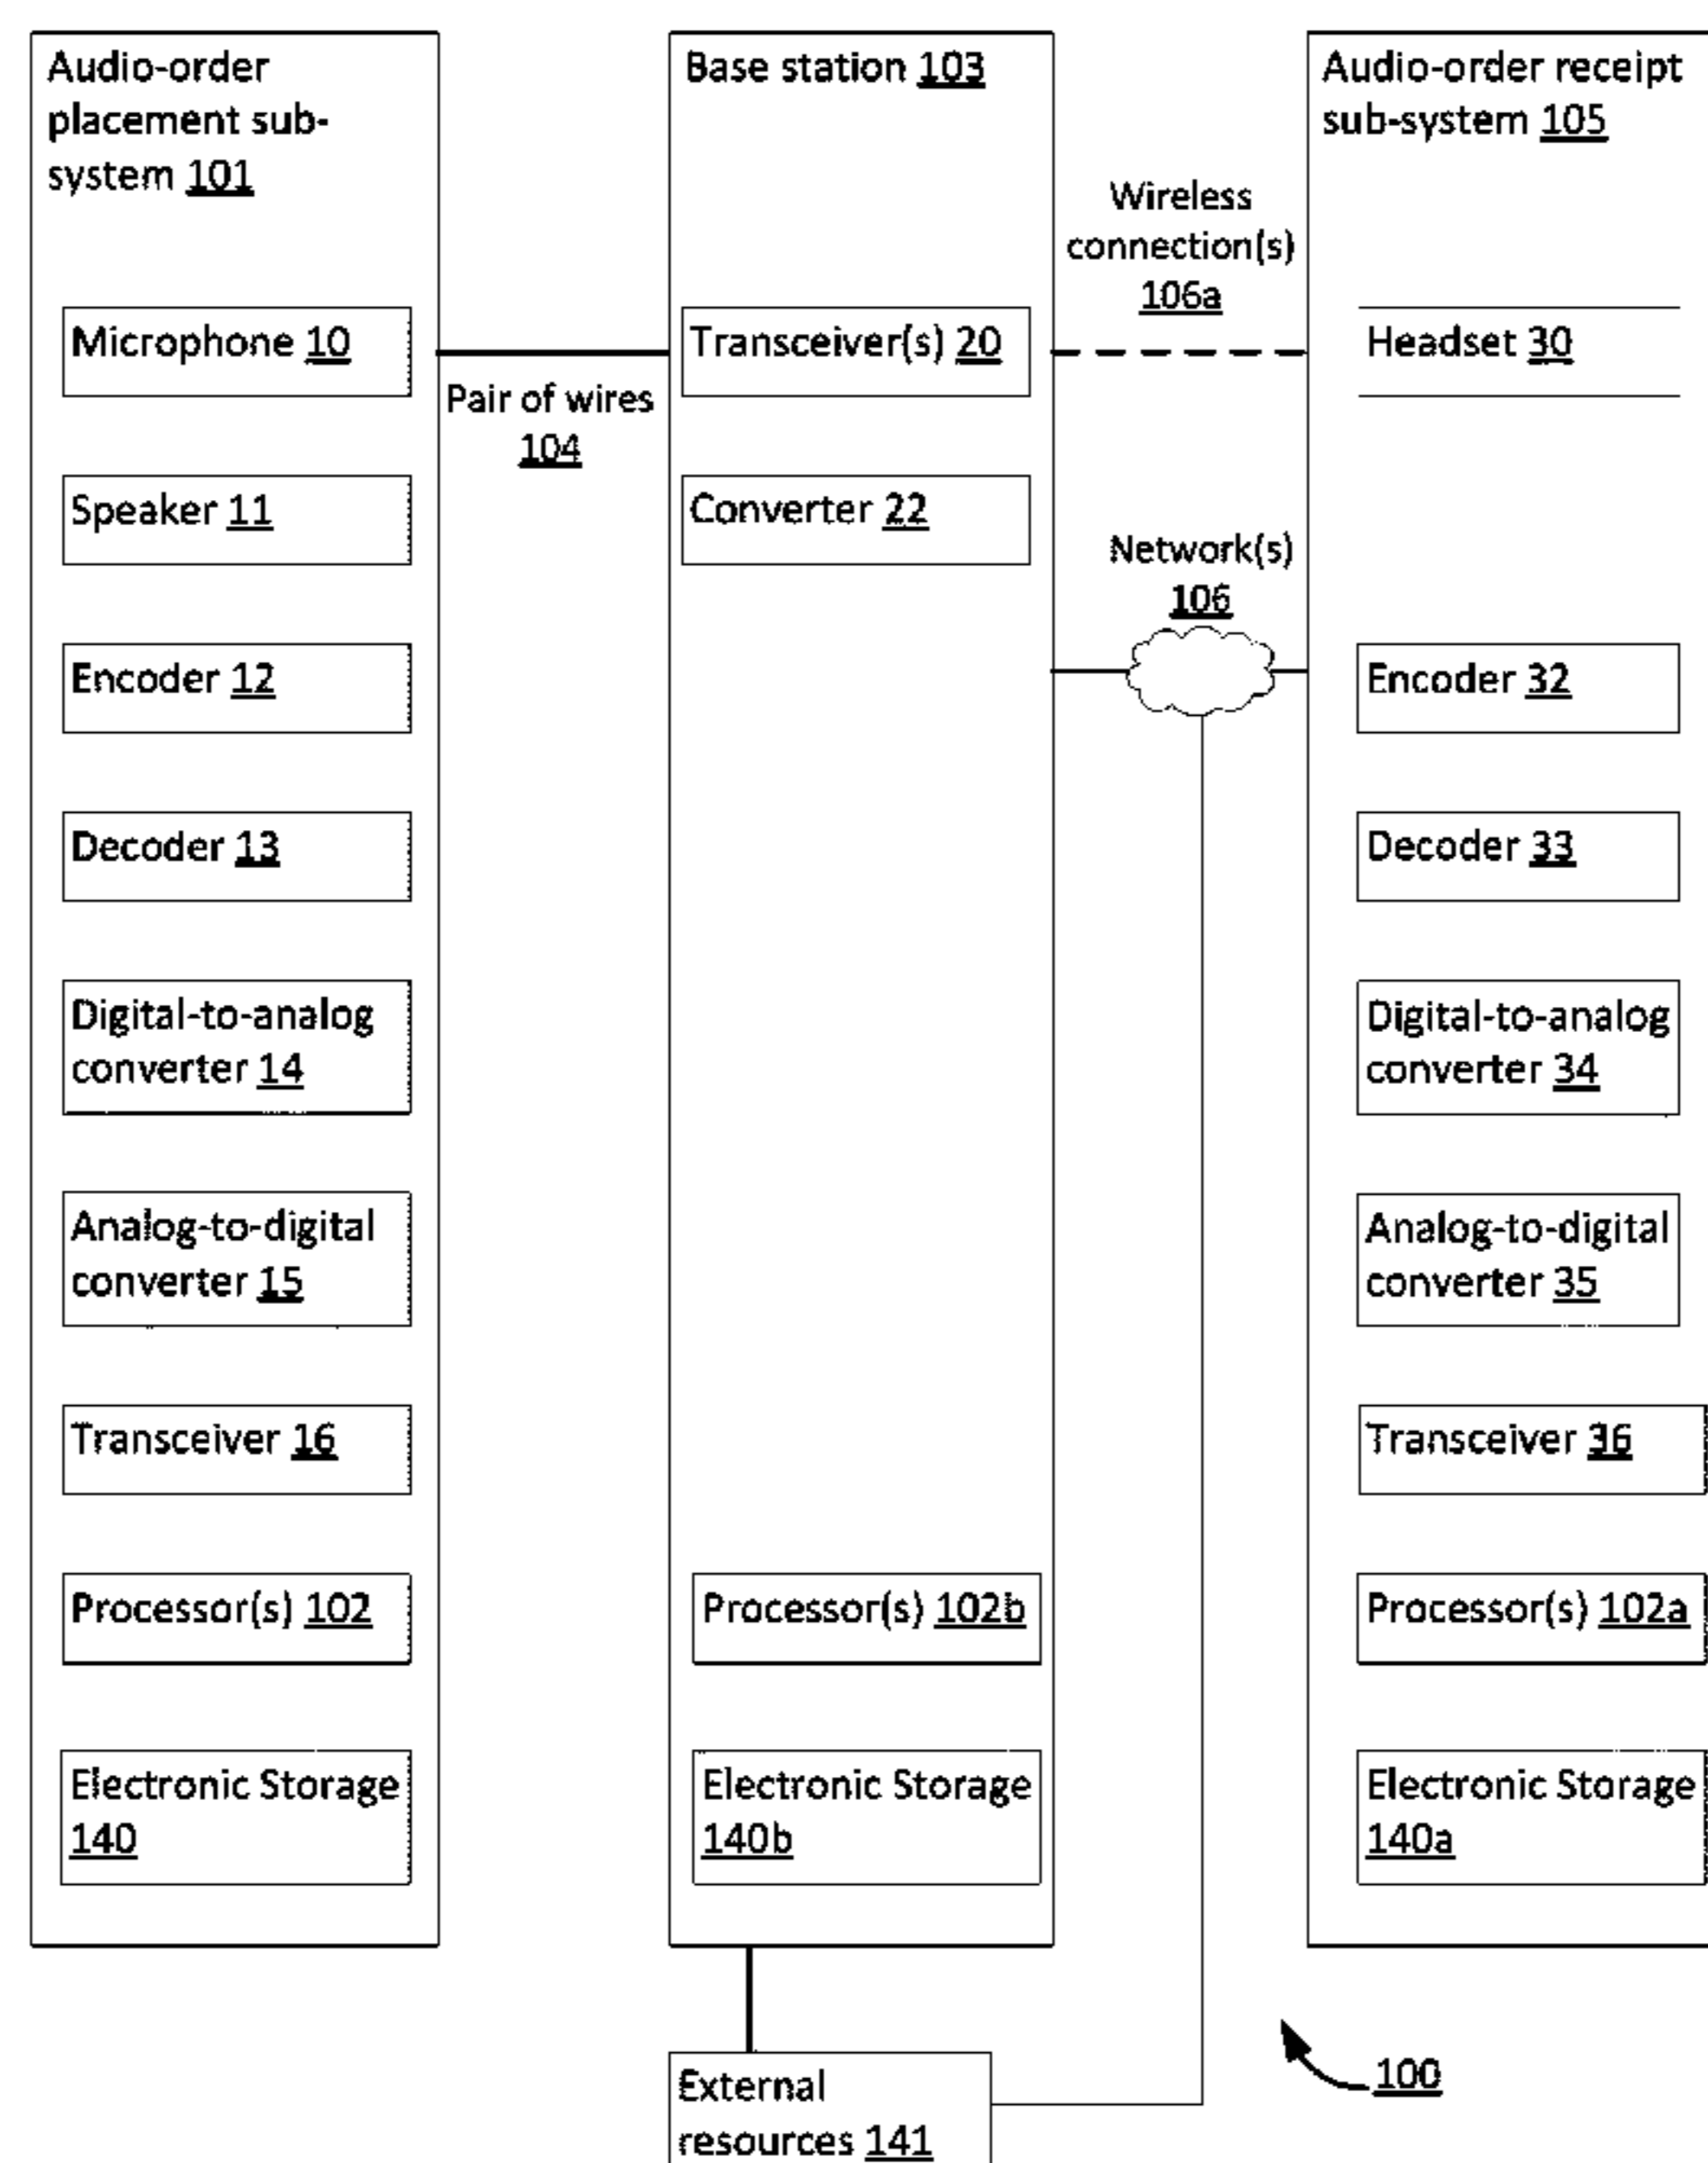 Audio-order
placement sub-
system 101
Microphone 10
Speaker 11
Encoder 12
Decoder 13
Digital-to-analog
converter 14
Analog-to-digital
converter 15
Transceiver 16
Processor(s) 102
Electronic Storage
140
Pair of wires
104
Base station 103
Transceiver(s) 20
Converter 22
Processor(s) 102b
Electronic Storage
140b
External
resources 141
Wireless
connection(s)
106a
Network(s)
106
Audio-order receipt
sub-system 105
Headset 30
Encoder 32
Decoder 33
Digital-to-analog
converter 34
Analog-to-digital
converter 35
Transceiver 36
Processor(s) 102a
Electronic Storage
140a
100